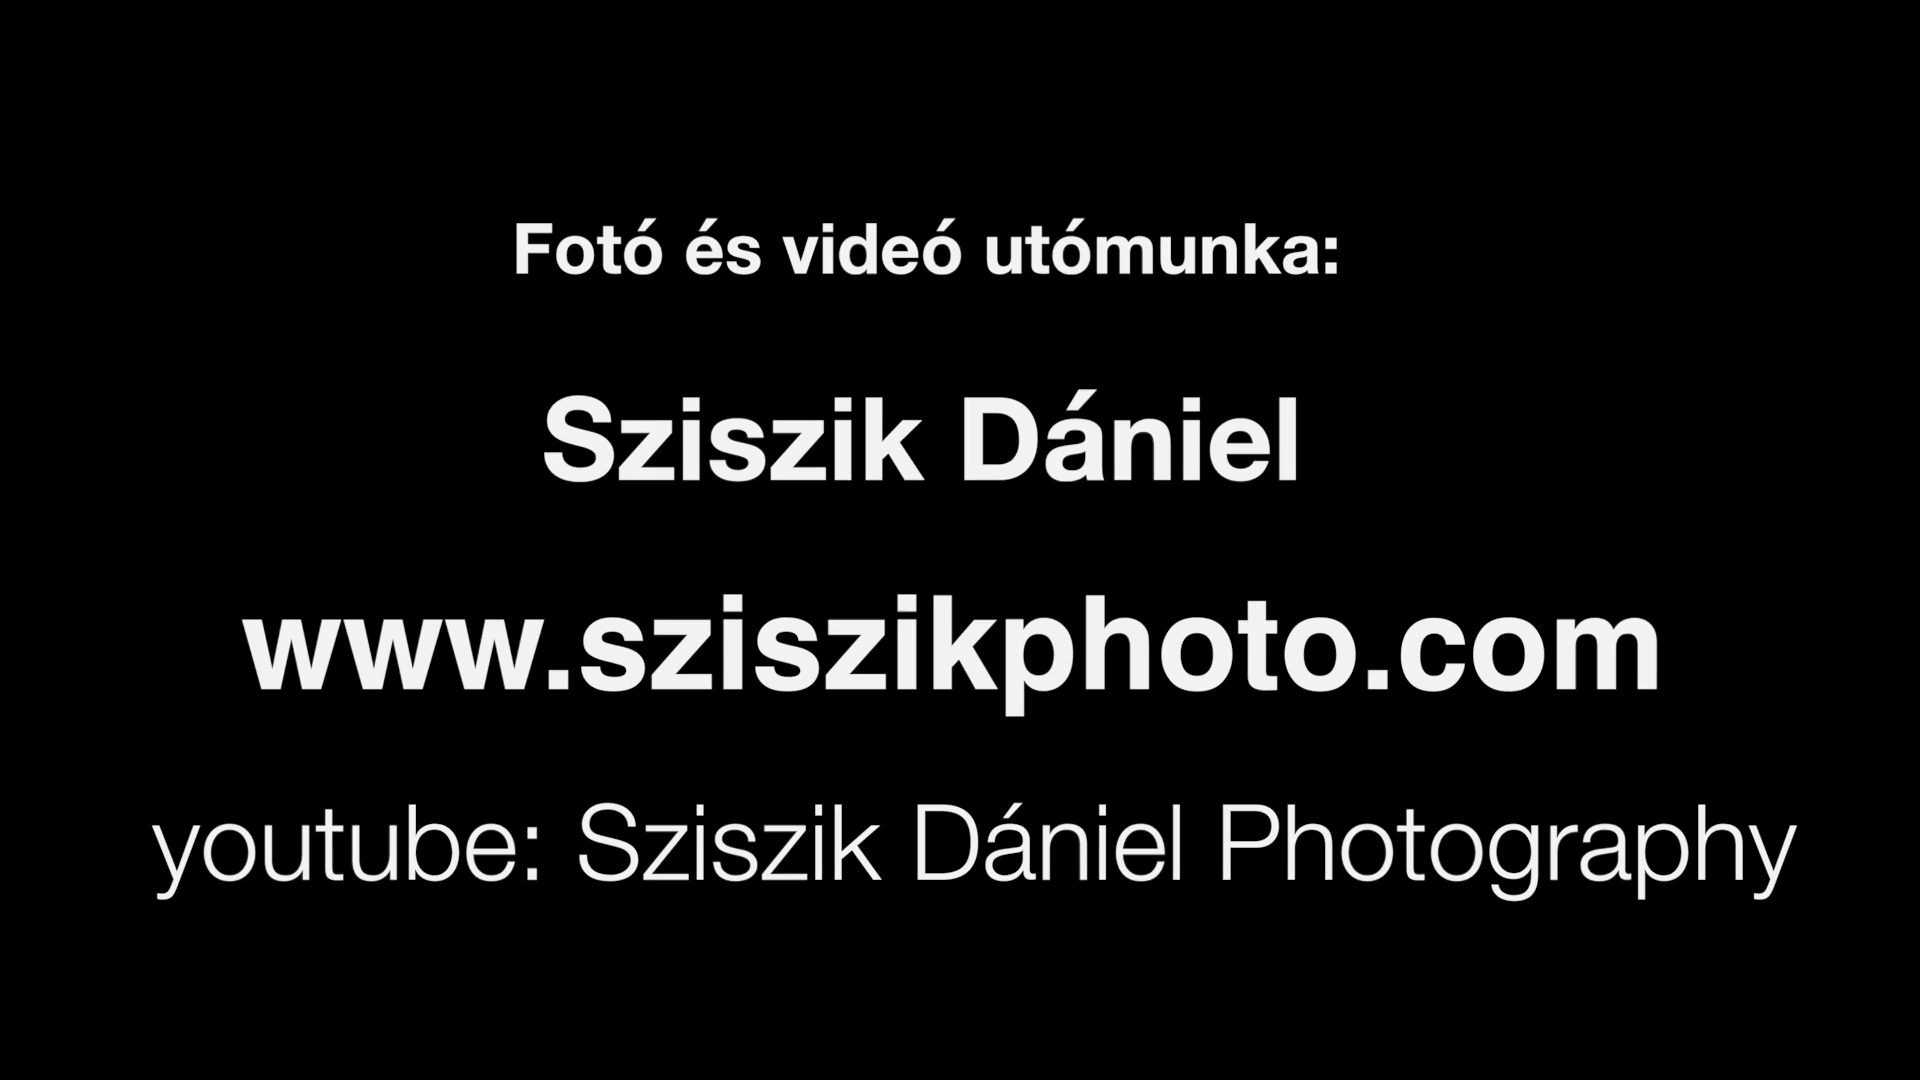 Fotó és videó utómunka:
Sziszik Dániel
www.sziszikphoto.com
youtube: Sziszik Dániel Photography